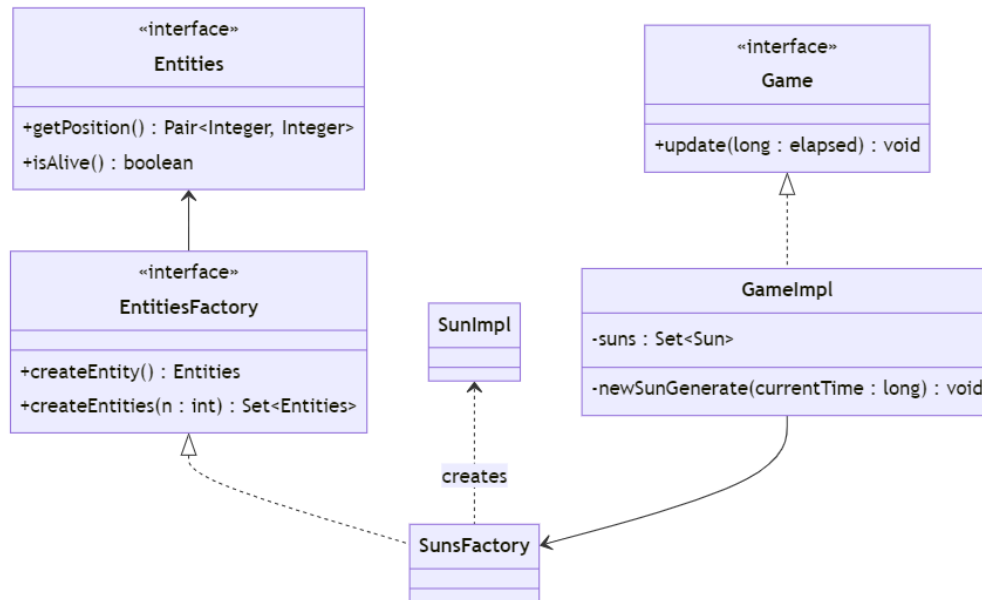 «interface»
Entities
+getPosition() : Pair<Integer, Integer>
+isAlive() : boolean
«interface»
Game
+update(long : elapsed) : void
«interface»
EntitiesFactory
+createEntity() : Entities
+createEntities(n : int) : Set<Entities>
SunImpl
GameImpl
-suns : Set<Sun>
-newSunGenerate(currentTime : long) : void
creates
SunsFactory